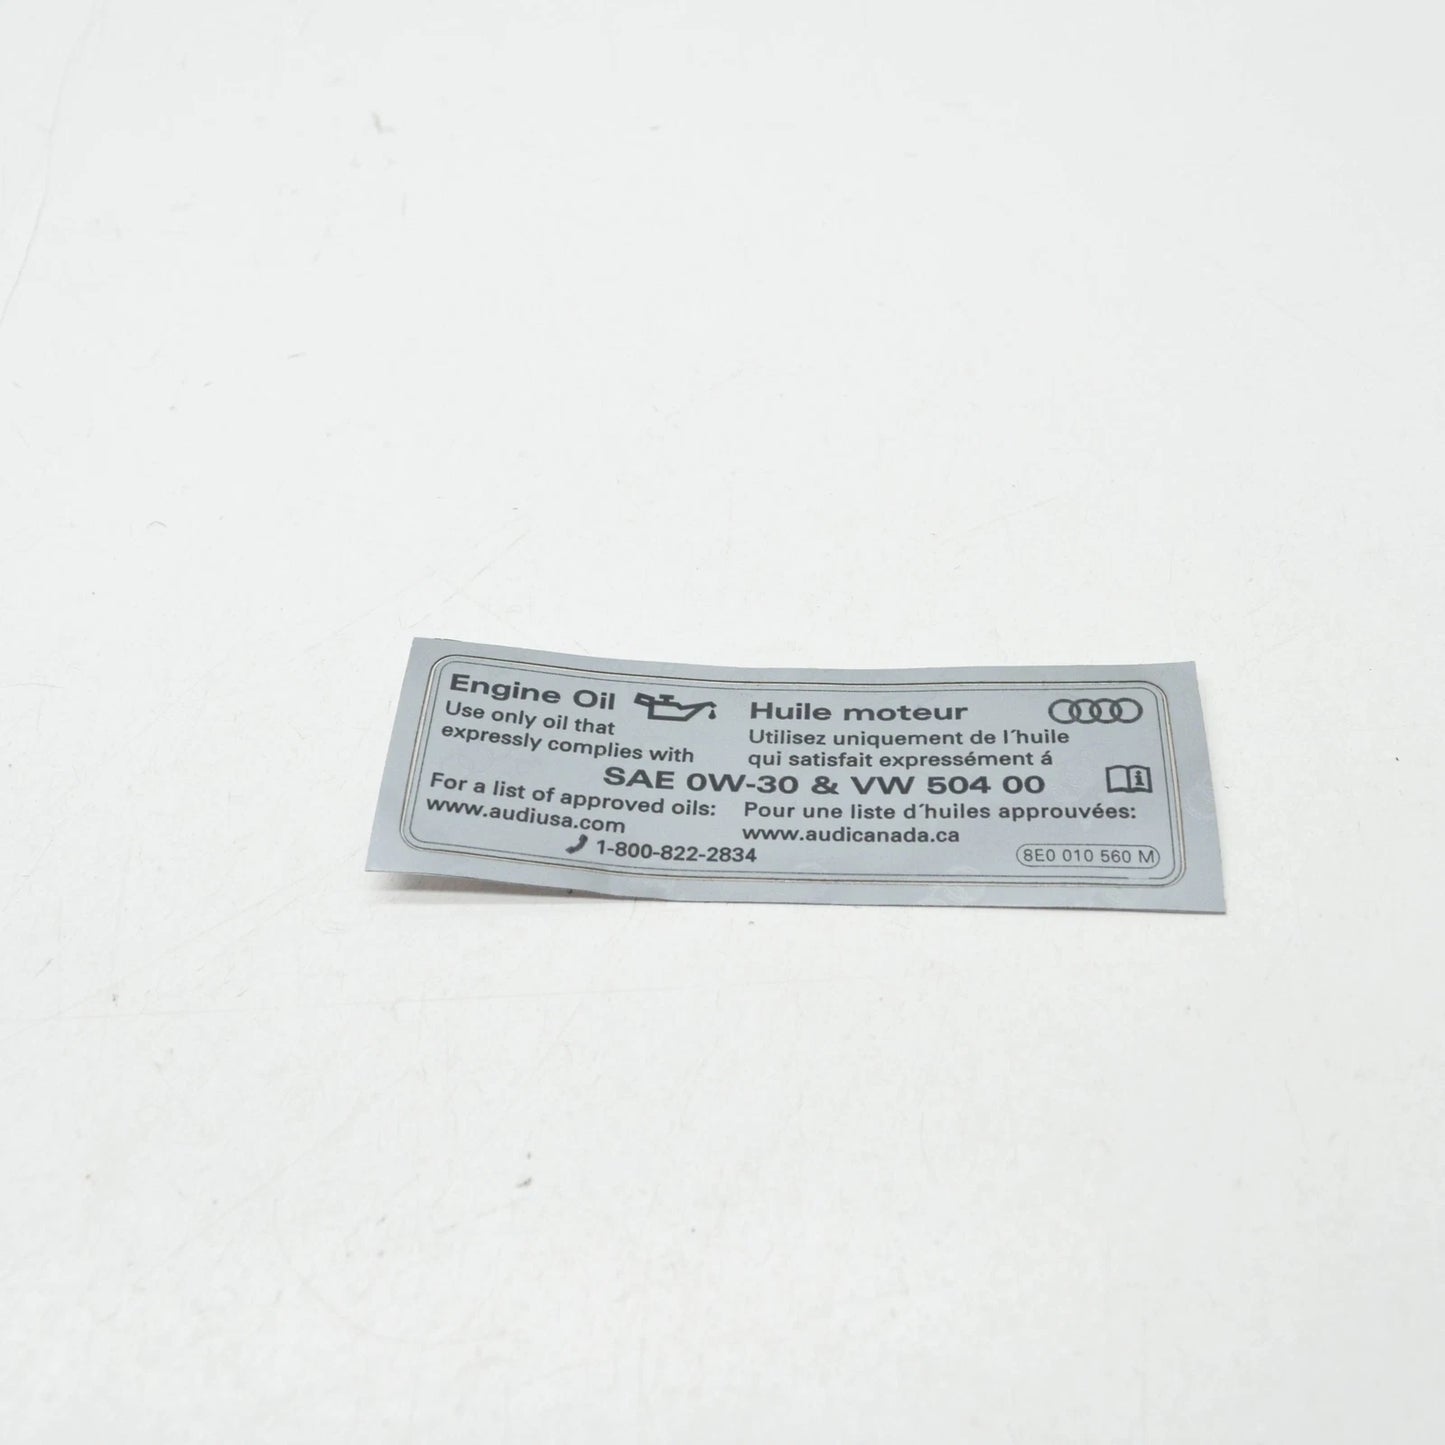 Engine Oil
Use only oil that
expressly complies with
Huile moteur
Utilisez uniquement de l´huile
qui satisfait expressément á
SAE 0W-30 & VW 504 00
For a list of approved oils:
www.audiusa.com
Pour une liste d´huiles approuvées:
www.audicanada.ca
1-800-822-2834
8E0 010 560 M